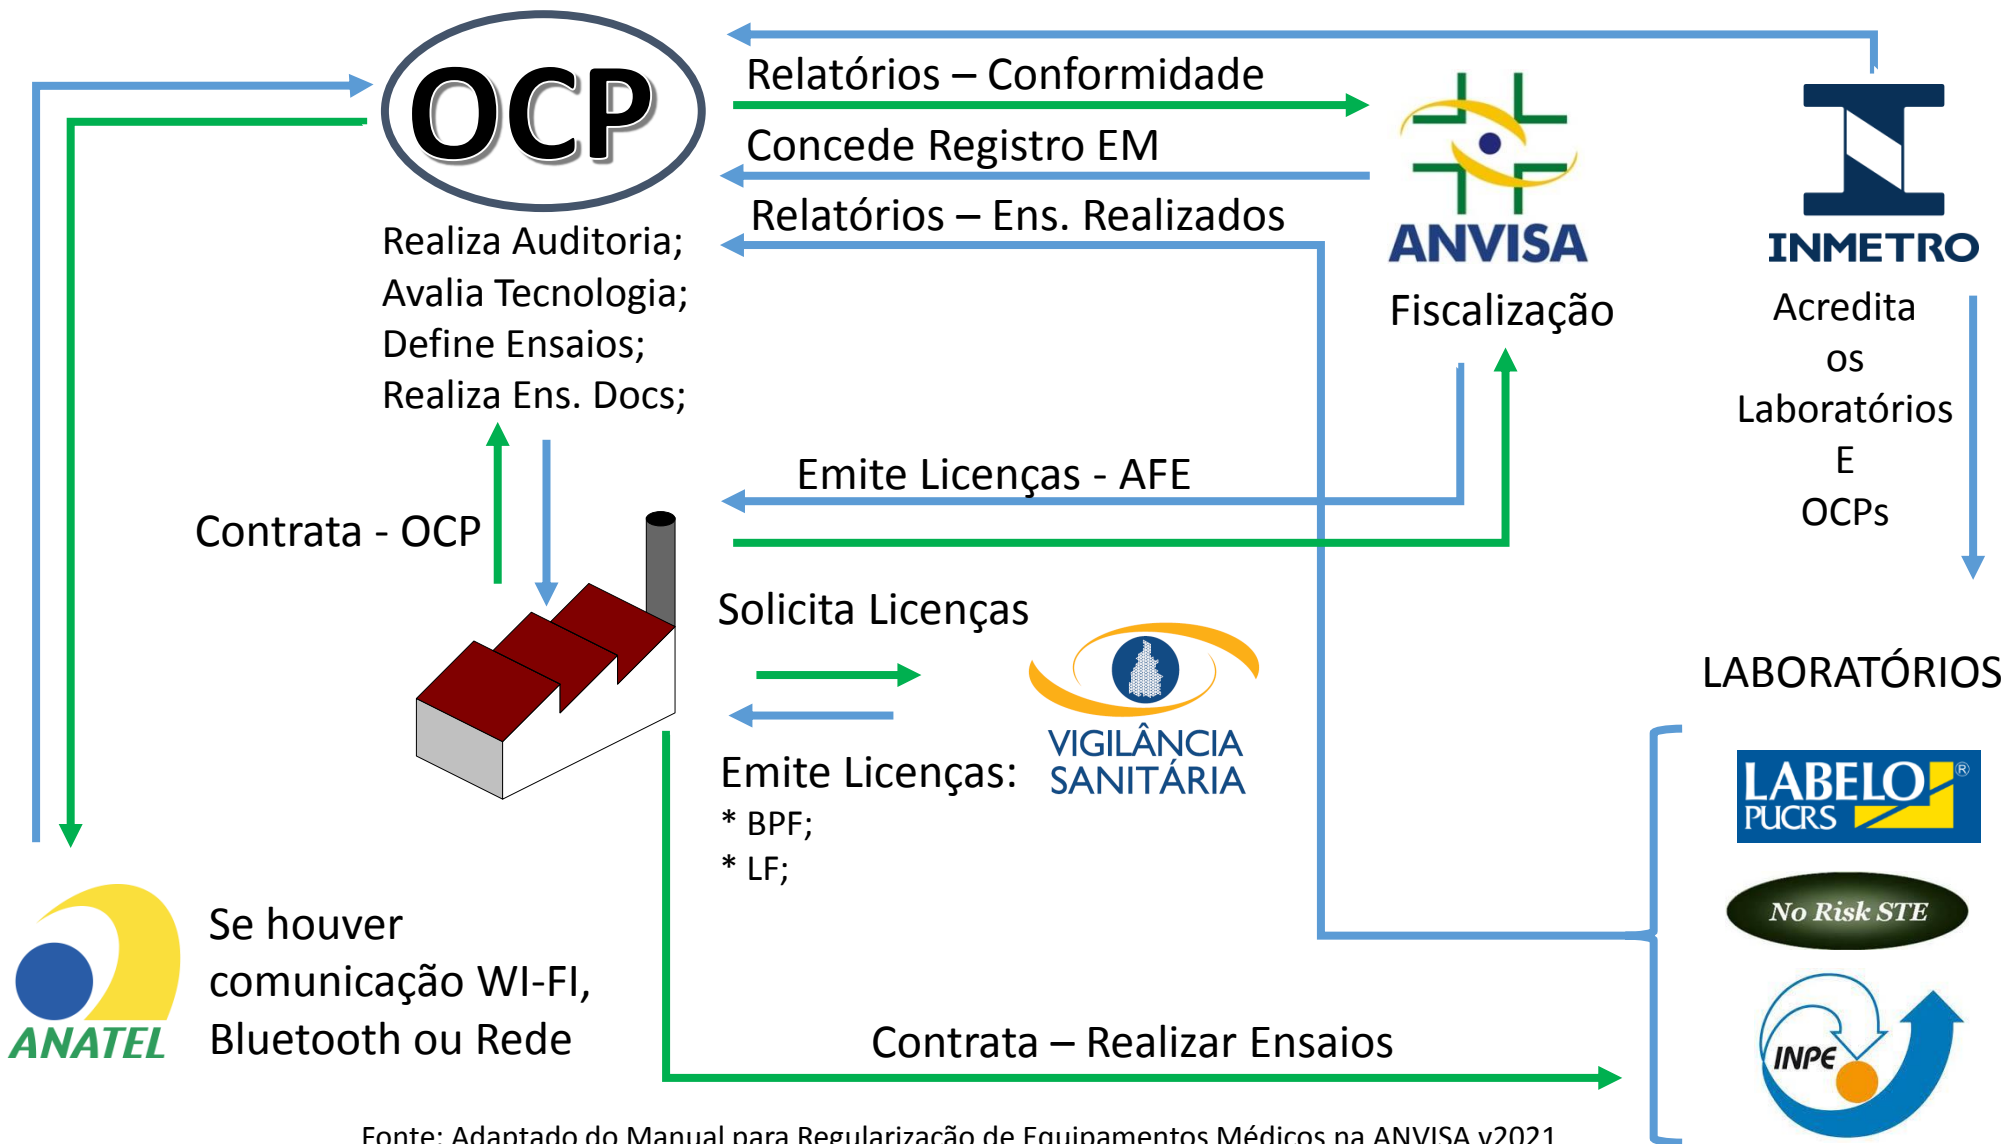 OCP
Relatórios – Conformidade
Concede Registro EM
Relatórios – Ens. Realizados
ANVISA
Fiscalização
INMETRO
Acredita
os
Laboratórios
E
OCPs
Realiza Auditoria;
Avalia Tecnologia;
Define Ensaios;
Realiza Ens. Docs;
Emite Licenças - AFE
Contrata - OCP
Solicita Licenças
VIGILÂNCIA
SANITÁRIA
Emite Licenças:
* BPF;
* LF;
LABORATÓRIOS
LABELO ®
PUCRS
No Risk STE
INPE
ANATEL
Se houver
comunicação WI-FI,
Bluetooth ou Rede
Contrata – Realizar Ensaios
Fonte: Adaptado do Manual para Regularização de Equipamentos Médicos na ANVISA v2021